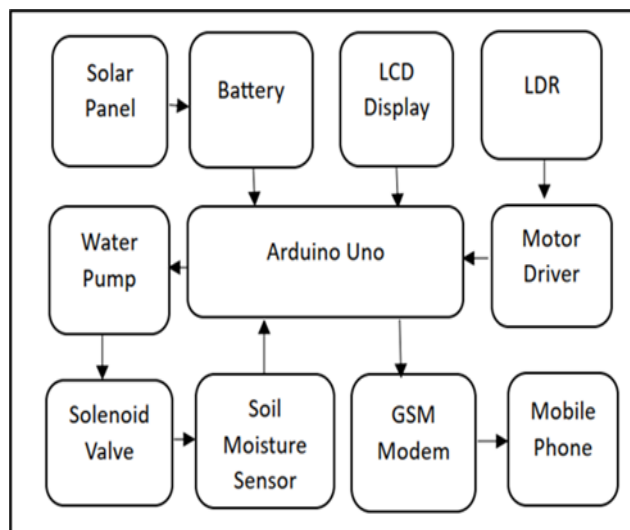 Solar
Panel
Battery
LCD
Display
LDR
Water
Pump
Arduino Uno
Motor
Driver
Solenoid
Valve
Soil
Moisture
Sensor
GSM
Modem
Mobile
Phone